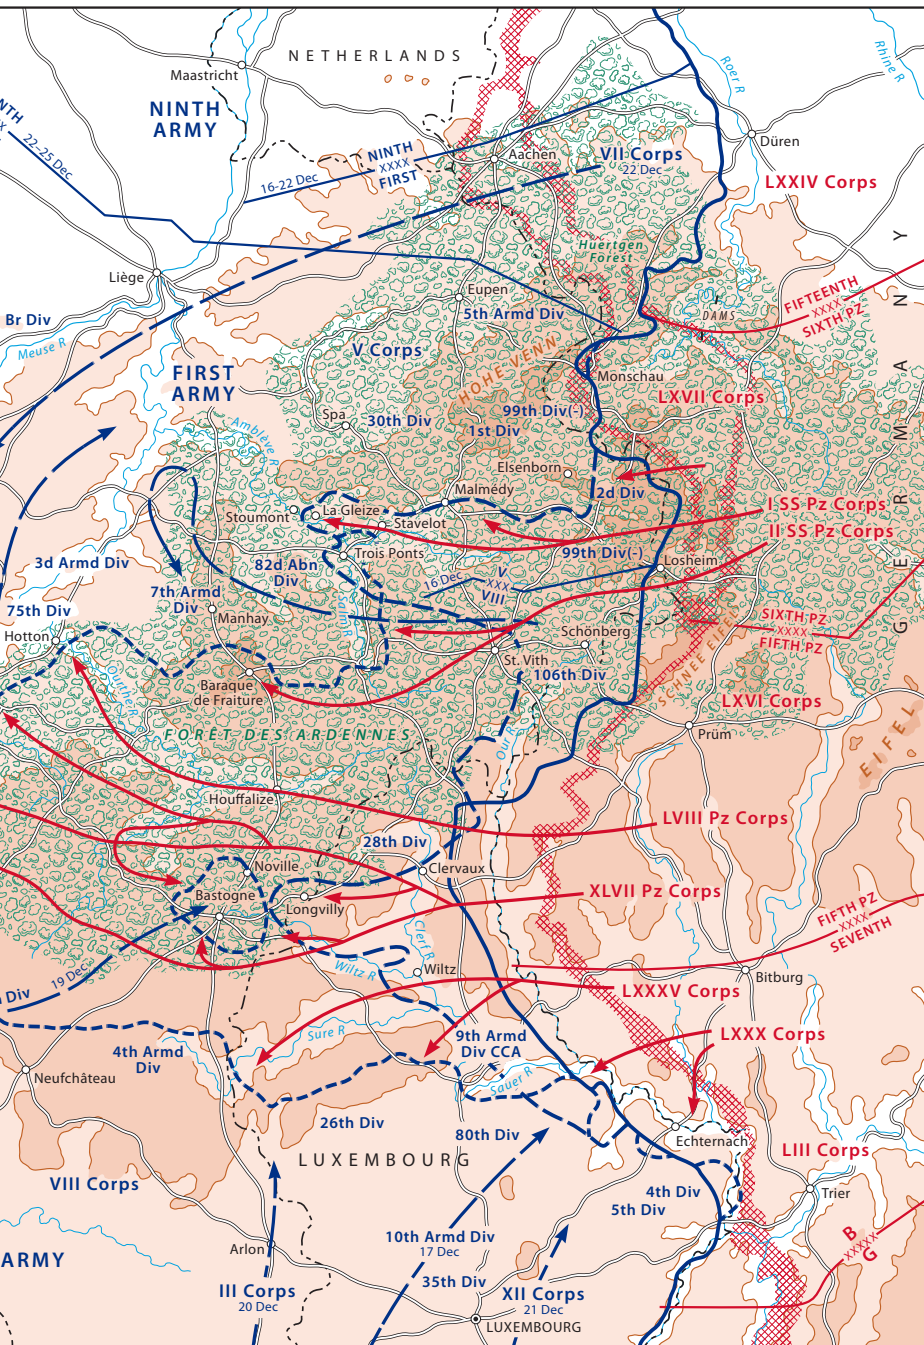 NETHERLANDS
Maastricht
NINTH
ARMY
Roer R
Rhine R
Düren
NTH
XX
22-25 Dec
NINTH
XXXX
FIRST
16-22 Dec
Aachen
VII Corps
22 Dec
LXXIV Corps
Huertgen
Forest
Liège
Eupen
5th Armd Div
DAMS
FIFTEENTH
XXXX
SIXTH PZ
GERMANY
Br Div
Meuse R
V Corps
FIRST
ARMY
HOHE VENN
Monschau
LXVII Corps
Spa
30th Div
99th Div(-)
1st Div
Amblève R
Elsenborn
2d Div
Malmédy
Stoumont
La Gleize
Stavelot
I SS Pz Corps
II SS Pz Corps
Trois Ponts
99th Div(-)
Losheim
3d Armd Div
82d Abn
Div
7th Armd
Div
16 Dec
V
XXX
VIII
75th Div
Manhay
Salm R
Hotton
Schönberg
SIXTH PZ
XXXX
FIFTH PZ
St. Vith
106th Div
SCHNEE EIFEL
Ourthe R
Baraque
de Fraiture
LXVI Corps
Prüm
FORÊT DES ARDENNES
Our R
EIFEL
Houffalize
LVIII Pz Corps
28th Div
Noville
Clervaux
Bastogne
Longvilly
XLVII Pz Corps
FIFTH PZ
XXXX
SEVENTH
Clerf R
19 Dec
Div
Wiltz R
Wiltz
Bitburg
LXXXV Corps
Sure R
9th Armd
Div CCA
LXXX Corps
4th Armd
Div
Neufchâteau
Sauer R
26th Div
80th Div
Echternach
LUXEMBOURG
LIII Corps
VIII Corps
4th Div
5th Div
Trier
ARMY
Arlon
10th Armd Div
17 Dec
B
XXXXX
G
35th Div
III Corps
20 Dec
XII Corps
21 Dec
LUXEMBOURG